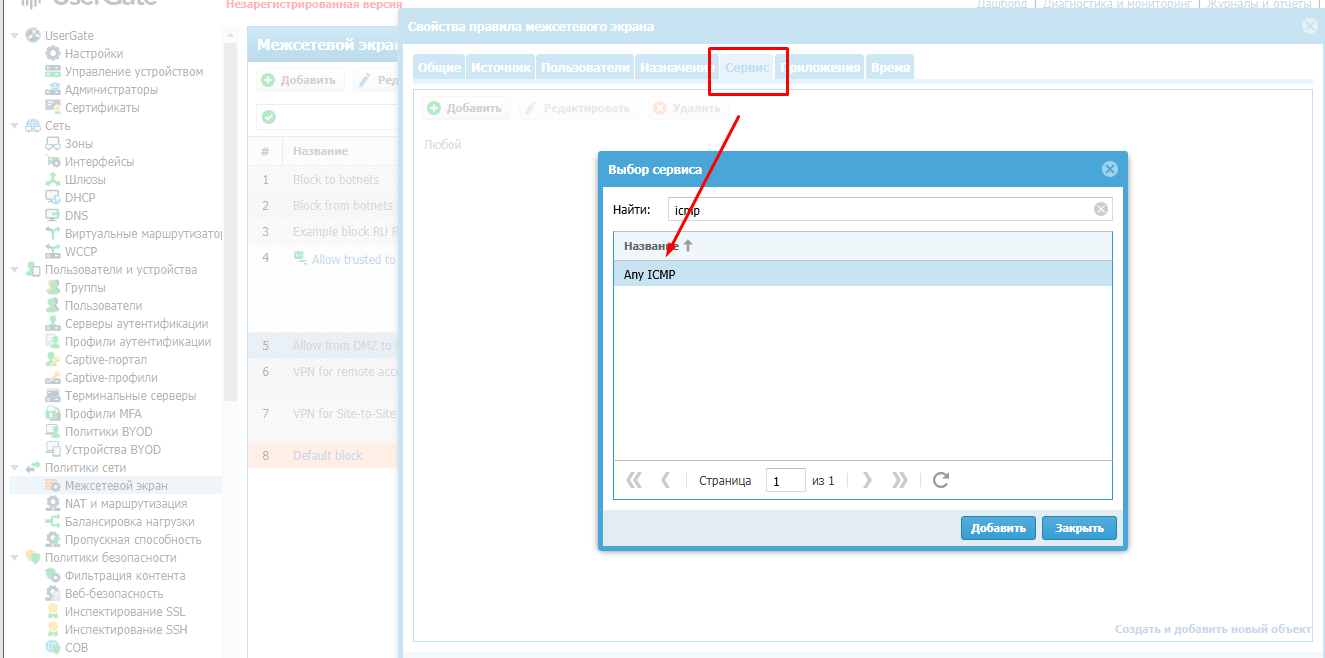 UserGate
Незарегистрированная версия
Дашборд
Диагностика и мониторинг
Журналы и отчеты
UserGate
Настройки
Управление устройством
Администраторы
Сертификаты
Сеть
Зоны
Интерфейсы
Шлюзы
DHCP
DNS
Виртуальные маршрутизатор
WCCP
Пользователи и устройства
Группы
Пользователи
Серверы аутентификации
Профили аутентификации
Captive-портал
Captive-профили
Терминальные серверы
Профили MFA
Политики BYOD
Устройства BYOD
Политики сети
Межсетевой экран
NAT и маршрутизация
Балансировка нагрузки
Пропускная способность
Политики безопасности
Фильтрация контента
Веб-безопасность
Инспектирование SSL
Инспектирование SSH
СОВ
Межсетевой экран
Добавить
Ред
# Название
1 Block to botnets
2 Block from botnets
3 Example block RU R
4 Allow trusted to
5 Allow from DMZ to
6 VPN for remote acc
7 VPN for Site-to-Site
8 Default block
Свойства правила межсетевого экрана
Общие Источник Пользователи Назначение Сервис Приложения Время
Добавить Редактировать Удалить
Любой
Выбор сервиса
Найти: icmp
Название
Any ICMP
Страница 1 из 1
Добавить Закрыть
Создать и добавить новый объект